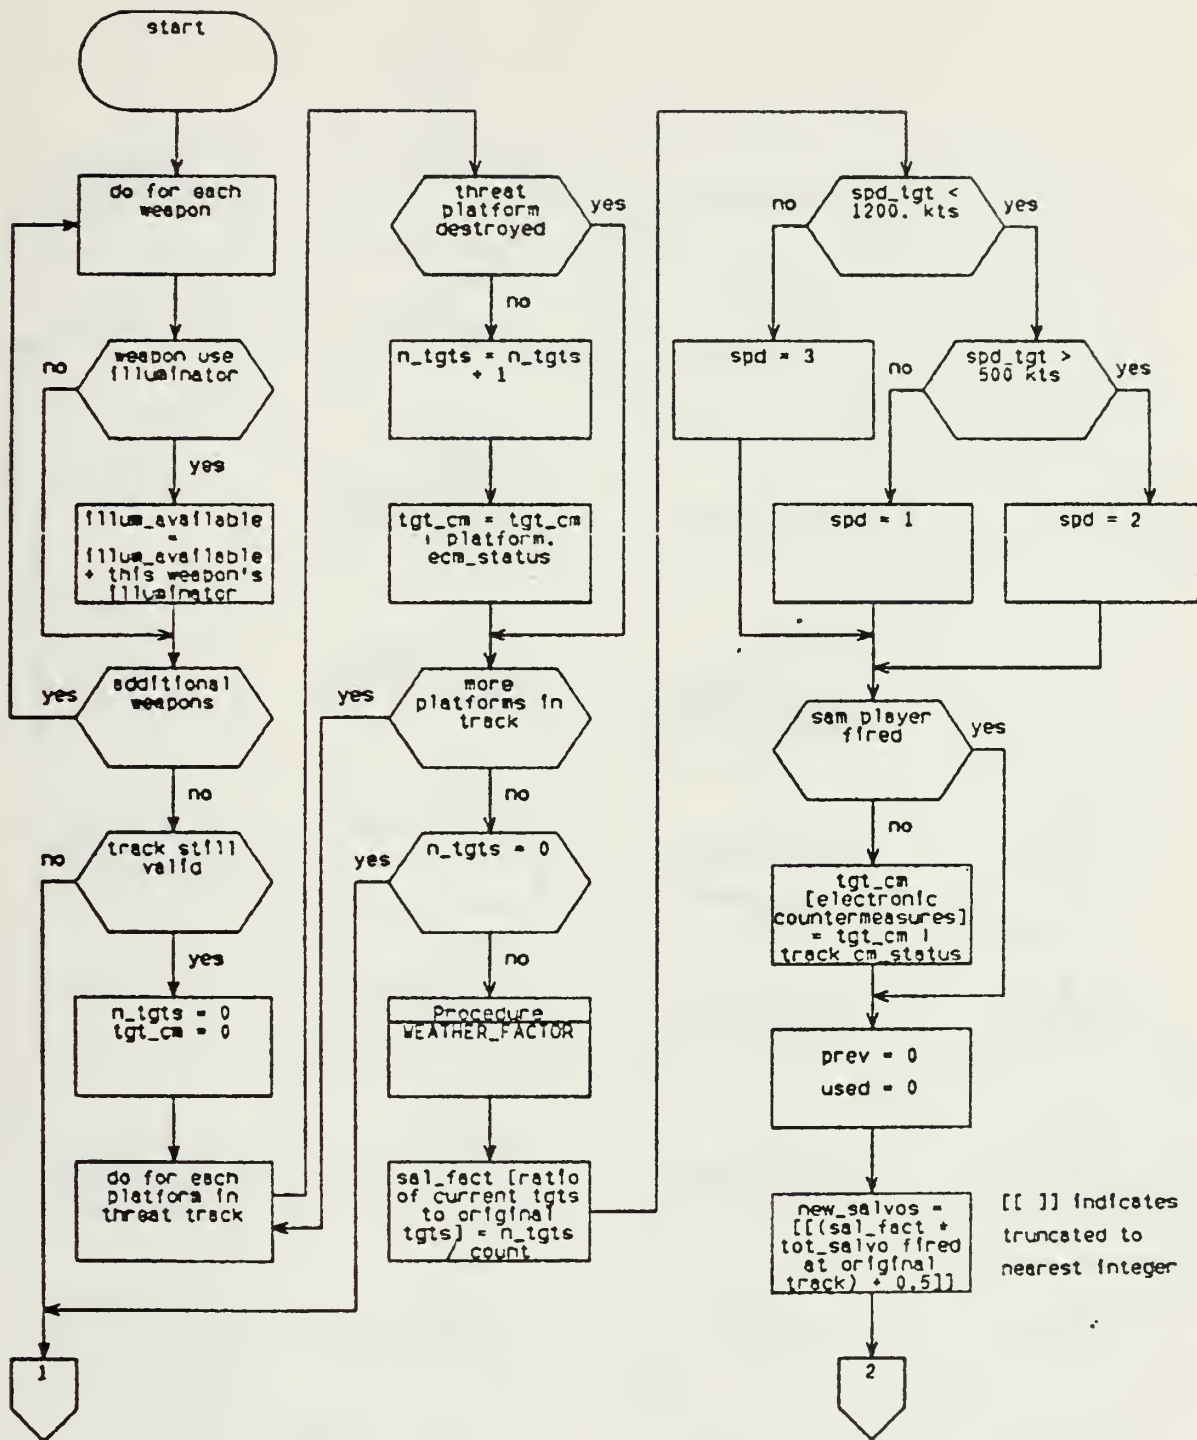 start
do for each
weapon
weapon use
illuminator
no
yes
illum_available
=
illum_available
+ this weapon's
illuminator
additional
weapons
yes
no
track still
valid
no
yes
n_tgts = 0
tgt_cm = 0
do for each
platform in
threat track
1
threat
platform
destroyed
yes
no
n_tgts = n_tgts
+ 1
tgt_cm = tgt_cm
| platform.
ecm_status
more
platforms in
track
yes
no
n_tgts = 0
yes
no
Procedure
WEATHER_FACTOR
sal_fact [ratio
of current tgts
to original
tgts] = n_tgts
/ count
spd_tgt <
1200. kts
no
yes
spd = 3
spd_tgt >
500 kts
no
yes
spd = 1
spd = 2
sam player
fired
yes
no
tgt_cm
[electronic
countermeasures]
= tgt_cm |
track cm_status
prev = 0
used = 0
new_salvos =
[[(sal_fact *
tot_salvo fired
at original
track) + 0.5]]
[[ ]] indicates
truncated to
nearest integer
2